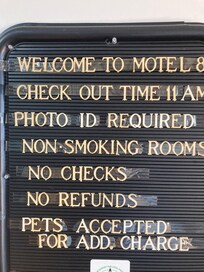 WELCOME TO MOTEL 8
CHECK OUT TIME 11 AM
PHOTO ID REQUIRED
NON-SMOKING ROOMS
NO CHECKS
NO REFUNDS
PETS ACCEPTED
FOR ADD. CHARGE